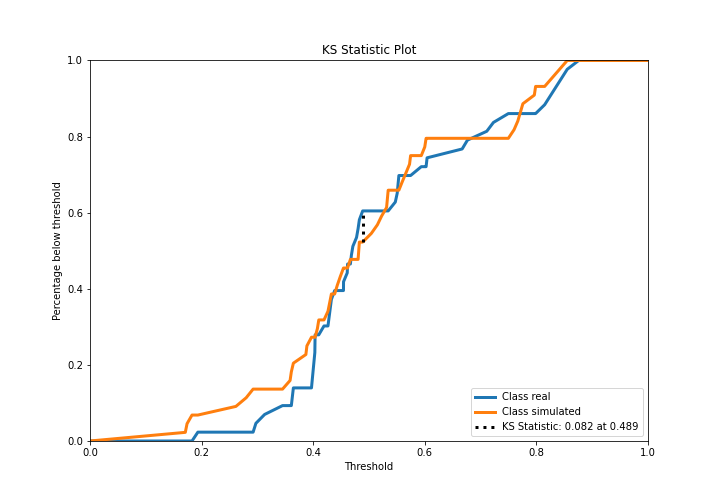 KS Statistic Plot
1.0
0.8
0.6
0.4
0.2
0.0
Percentage below threshold
Class real
Class simulated
KS Statistic: 0.082 at 0.489
0.0 0.2 0.4 0.6 0.8 1.0
Threshold